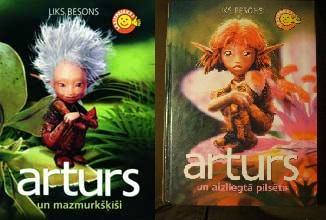 LIKS BESONS
arturs
un mazmurkšķiši
LIKS BESONS
arturs
un aizliegtā pilsēta